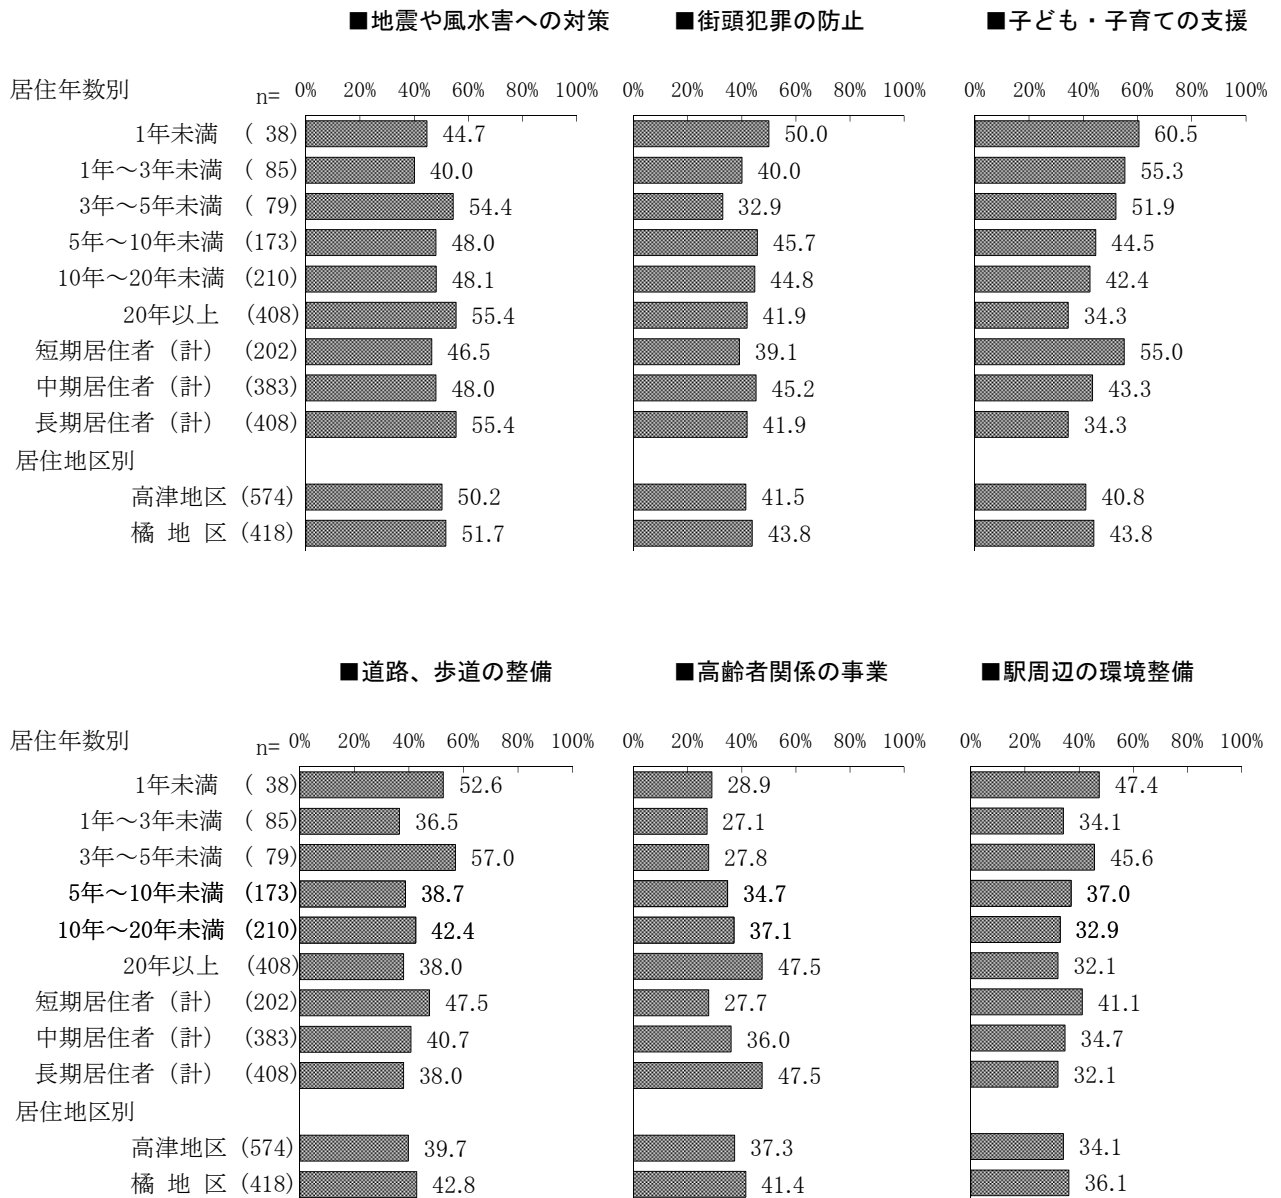 ■地震や風水害への対策 ■街頭犯罪の防止 ■子ども・子育ての支援
居住年数別 n= 0% 20% 40% 60% 80% 100% 0% 20% 40% 60% 80% 100% 0% 20% 40% 60% 80% 100%
1年未満 ( 38) 44.7 50.0 60.5
1年～3年未満 ( 85) 40.0 40.0 55.3
3年～5年未満 ( 79) 54.4 32.9 51.9
5年～10年未満 (173) 48.0 45.7 44.5
10年～20年未満 (210) 48.1 44.8 42.4
20年以上 (408) 55.4 41.9 34.3
短期居住者（計） (202) 46.5 39.1 55.0
中期居住者（計） (383) 48.0 45.2 43.3
長期居住者（計） (408) 55.4 41.9 34.3
居住地区別
高津地区 (574) 50.2 41.5 40.8
橘 地 区 (418) 51.7 43.8 43.8
■道路、歩道の整備 ■高齢者関係の事業 ■駅周辺の環境整備
居住年数別 n= 0% 20% 40% 60% 80% 100% 0% 20% 40% 60% 80% 100% 0% 20% 40% 60% 80% 100%
1年未満 ( 38) 52.6 28.9 47.4
1年～3年未満 ( 85) 36.5 27.1 34.1
3年～5年未満 ( 79) 57.0 27.8 45.6
5年～10年未満 (173) 38.7 34.7 37.0
10年～20年未満 (210) 42.4 37.1 32.9
20年以上 (408) 38.0 47.5 32.1
短期居住者（計） (202) 47.5 27.7 41.1
中期居住者（計） (383) 40.7 36.0 34.7
長期居住者（計） (408) 38.0 47.5 32.1
居住地区別
高津地区 (574) 39.7 37.3 34.1
橘 地 区 (418) 42.8 41.4 36.1